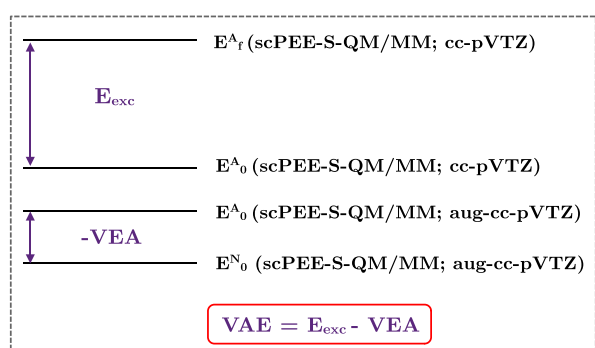 E^A_f (scPEE-S-QM/MM; cc-pVTZ)
E_exc
E^A_0 (scPEE-S-QM/MM; cc-pVTZ)
E^A_0 (scPEE-S-QM/MM; aug-cc-pVTZ)
-VEA
E^N_0 (scPEE-S-QM/MM; aug-cc-pVTZ)
VAE = E_exc - VEA